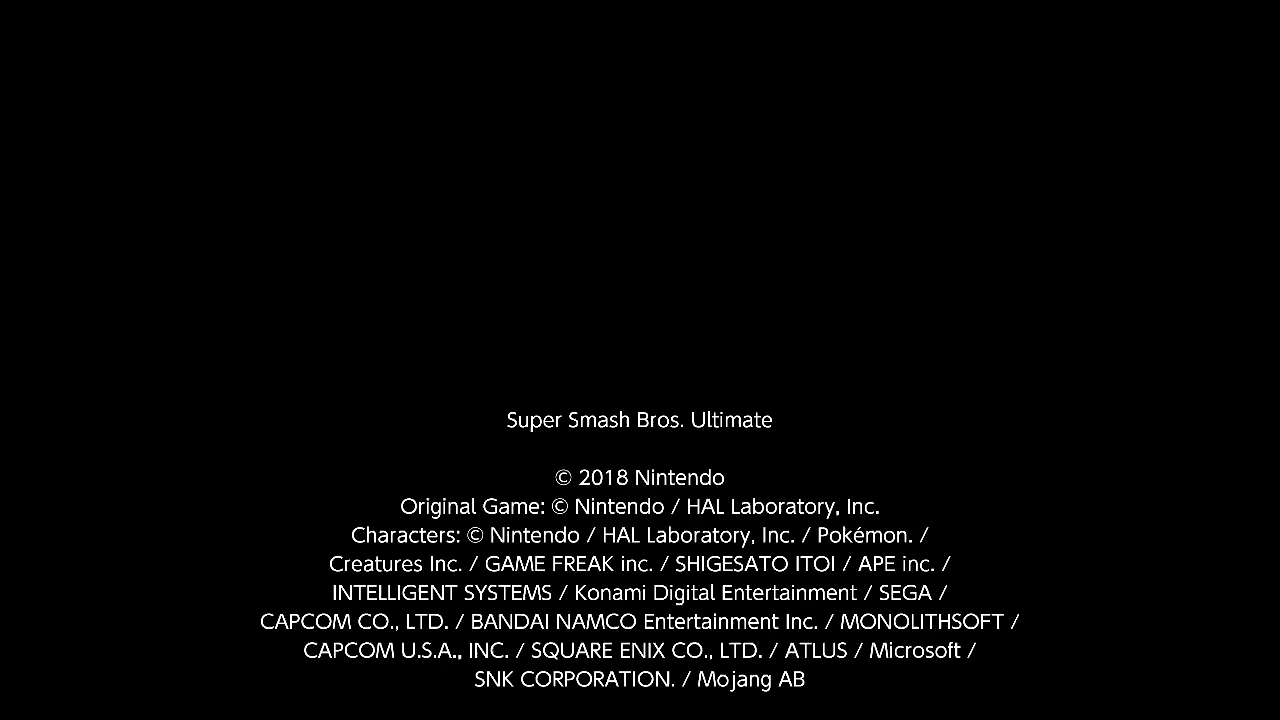 Super Smash Bros. Ultimate
© 2018 Nintendo
Original Game: © Nintendo / HAL Laboratory, Inc.
Characters: © Nintendo / HAL Laboratory, Inc. / Pokémon. /
Creatures Inc. / GAME FREAK inc. / SHIGESATO ITOI / APE inc. /
INTELLIGENT SYSTEMS / Konami Digital Entertainment / SEGA /
CAPCOM CO., LTD. / BANDAI NAMCO Entertainment Inc. / MONOLITHSOFT /
CAPCOM U.S.A., INC. / SQUARE ENIX CO., LTD. / ATLUS / Microsoft /
SNK CORPORATION. / Mojang AB